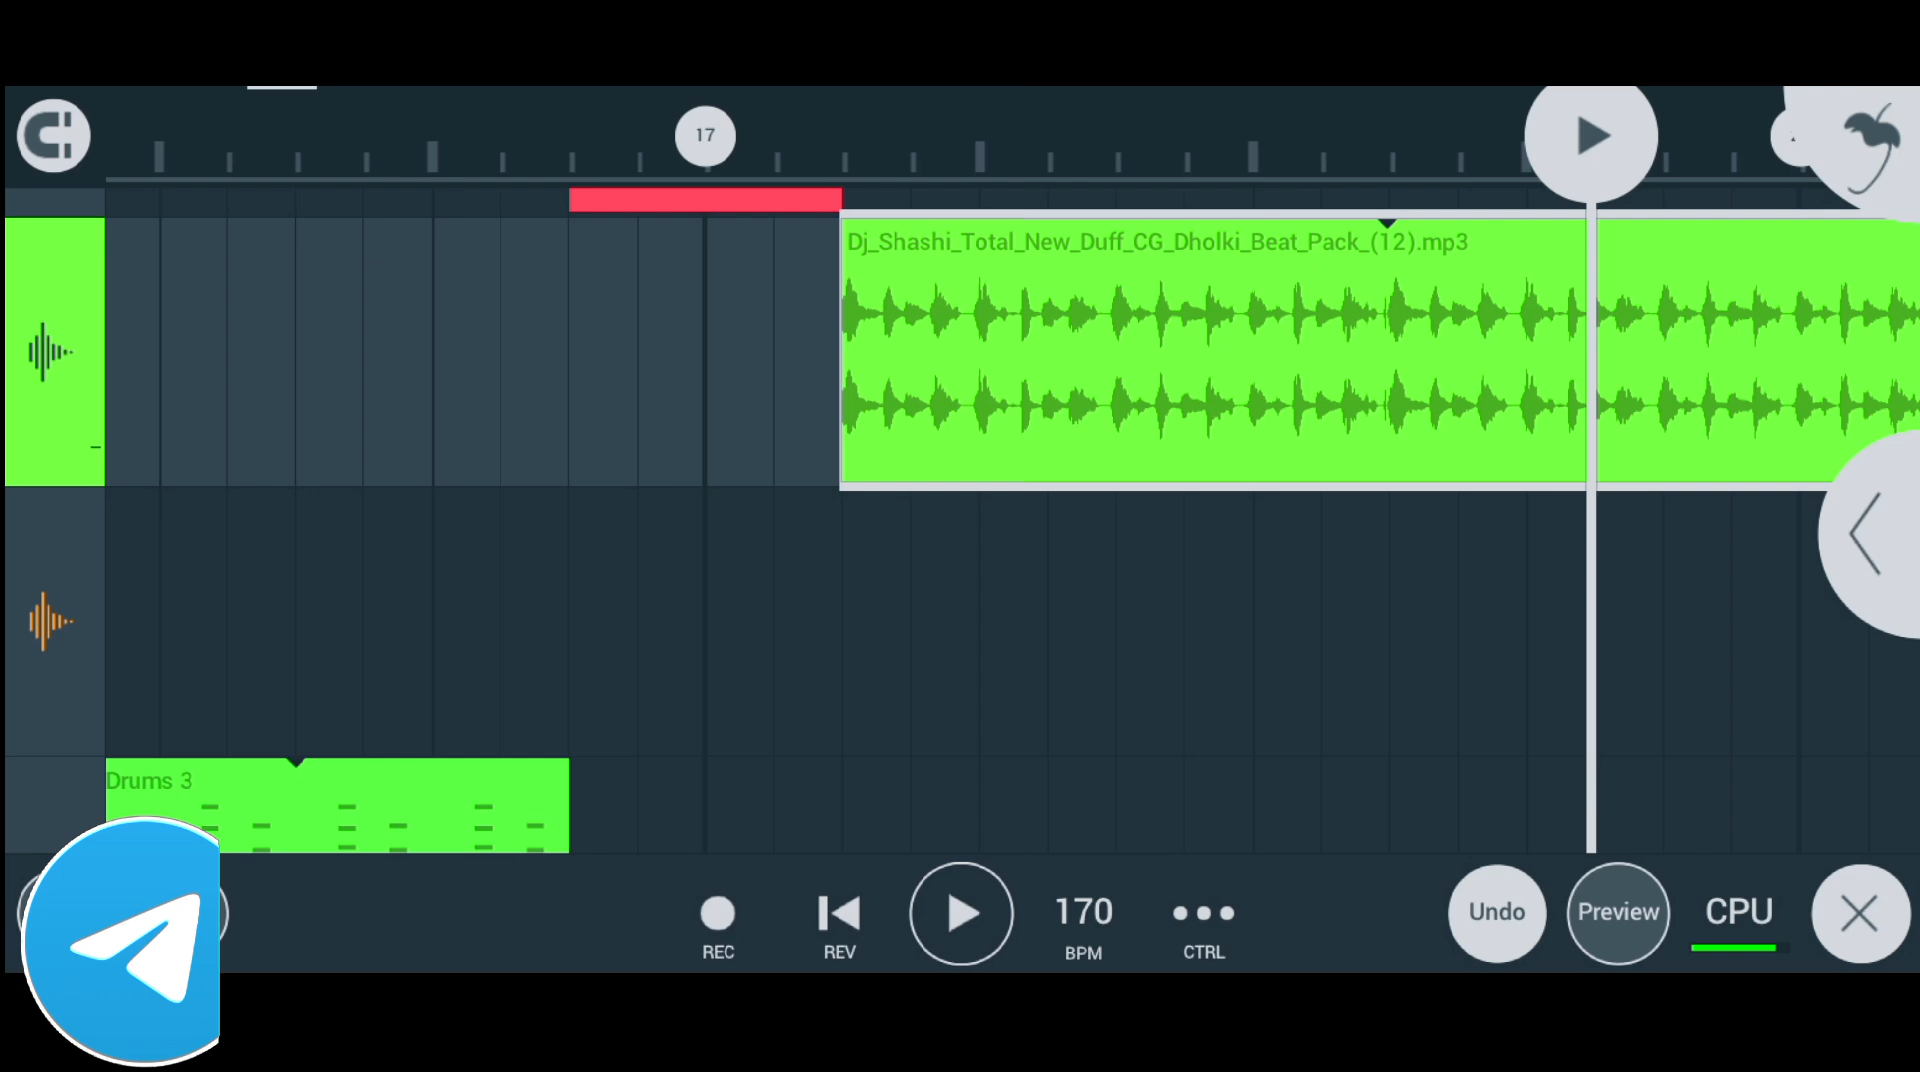 17
Dj_Shashi_Total_New_Duff_CG_Dholki_Beat_Pack_(12).mp3
Drums 3
REC
REV
170
BPM
CTRL
Undo
Preview
CPU